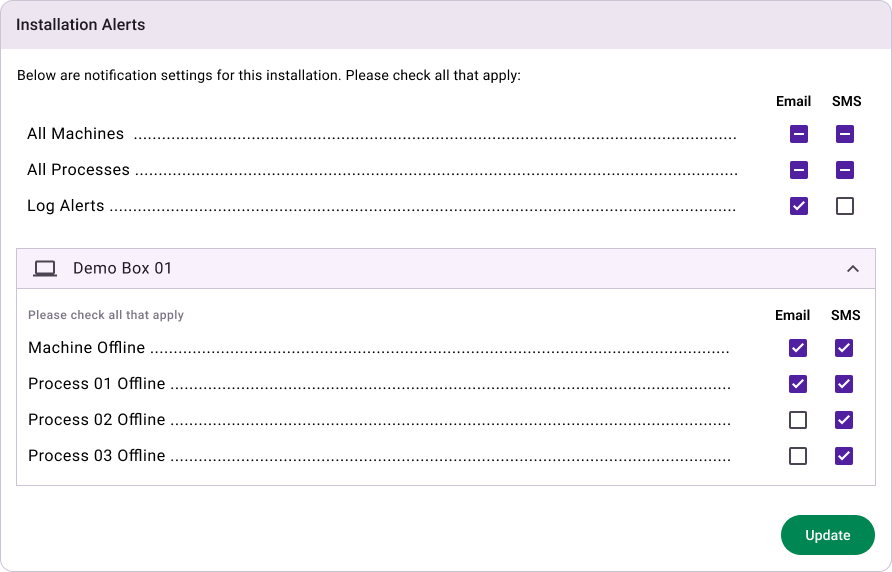 Installation Alerts
Below are notification settings for this installation. Please check all that apply:
Email SMS
All Machines ........................................................................................................................................
All Processes ........................................................................................................................................
Log Alerts ........................................................................................................................................
Demo Box 01
Please check all that apply
Email SMS
Machine Offline ........................................................................................................................................
Process 01 Offline ........................................................................................................................................
Process 02 Offline ........................................................................................................................................
Process 03 Offline ........................................................................................................................................
Update